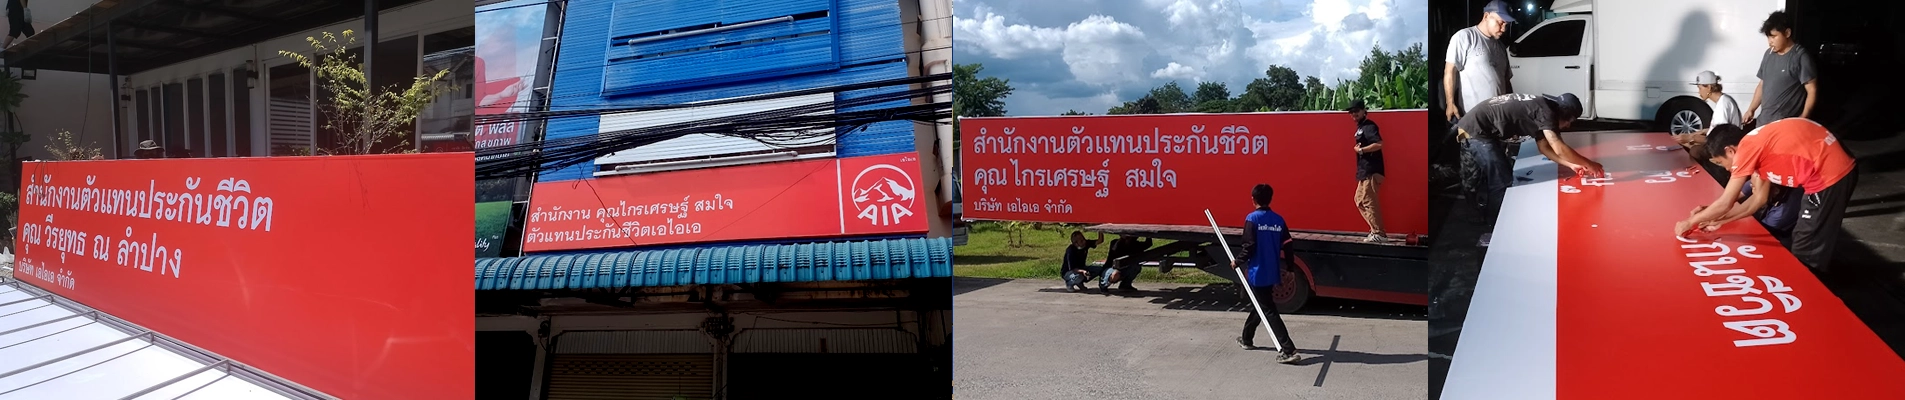 สำนักงานตัวแทนประกันชีวิต
คุณ วีรยุทธ ณ ลำปาง
บริษัท เอไอเอ จำกัด
สำนักงาน คุณไกรเศรษฐ์ สมใจ
ตัวแทนประกันชีวิตเอไอเอ
เอไอเอ
AIA
สำนักงานตัวแทนประกันชีวิต
คุณ ไกรเศรษฐ์ สมใจ
บริษัท เอไอเอ จำกัด